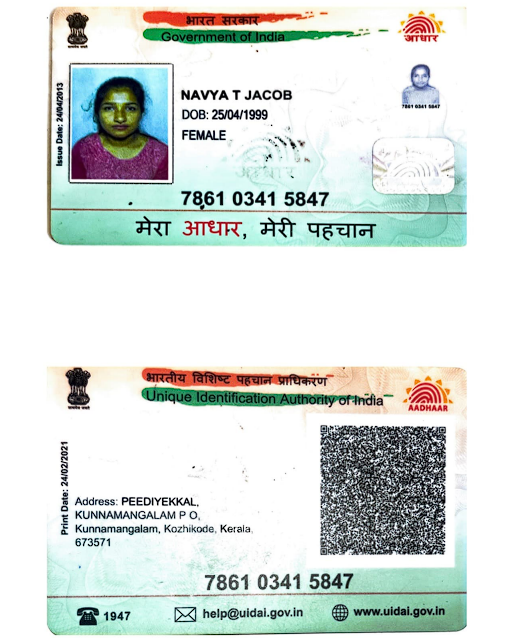 भारत सरकार
Government of India
आधार
Issue Date: 24/04/2013
NAVYA T JACOB
DOB: 25/04/1999
FEMALE
7861 0341 5847
7861 0341 5847
मेरा आधार, मेरी पहचान
भारतीय विशिष्ट पहचान प्राधिकरण
Unique Identification Authority of India
AADHAAR
Print Date: 24/02/2021
Address: PEEDIYEKKAL,
KUNNAMANGALAM P O,
Kunnamangalam, Kozhikode, Kerala,
673571
7861 0341 5847
1947
help@uidai.gov.in
www.uidai.gov.in